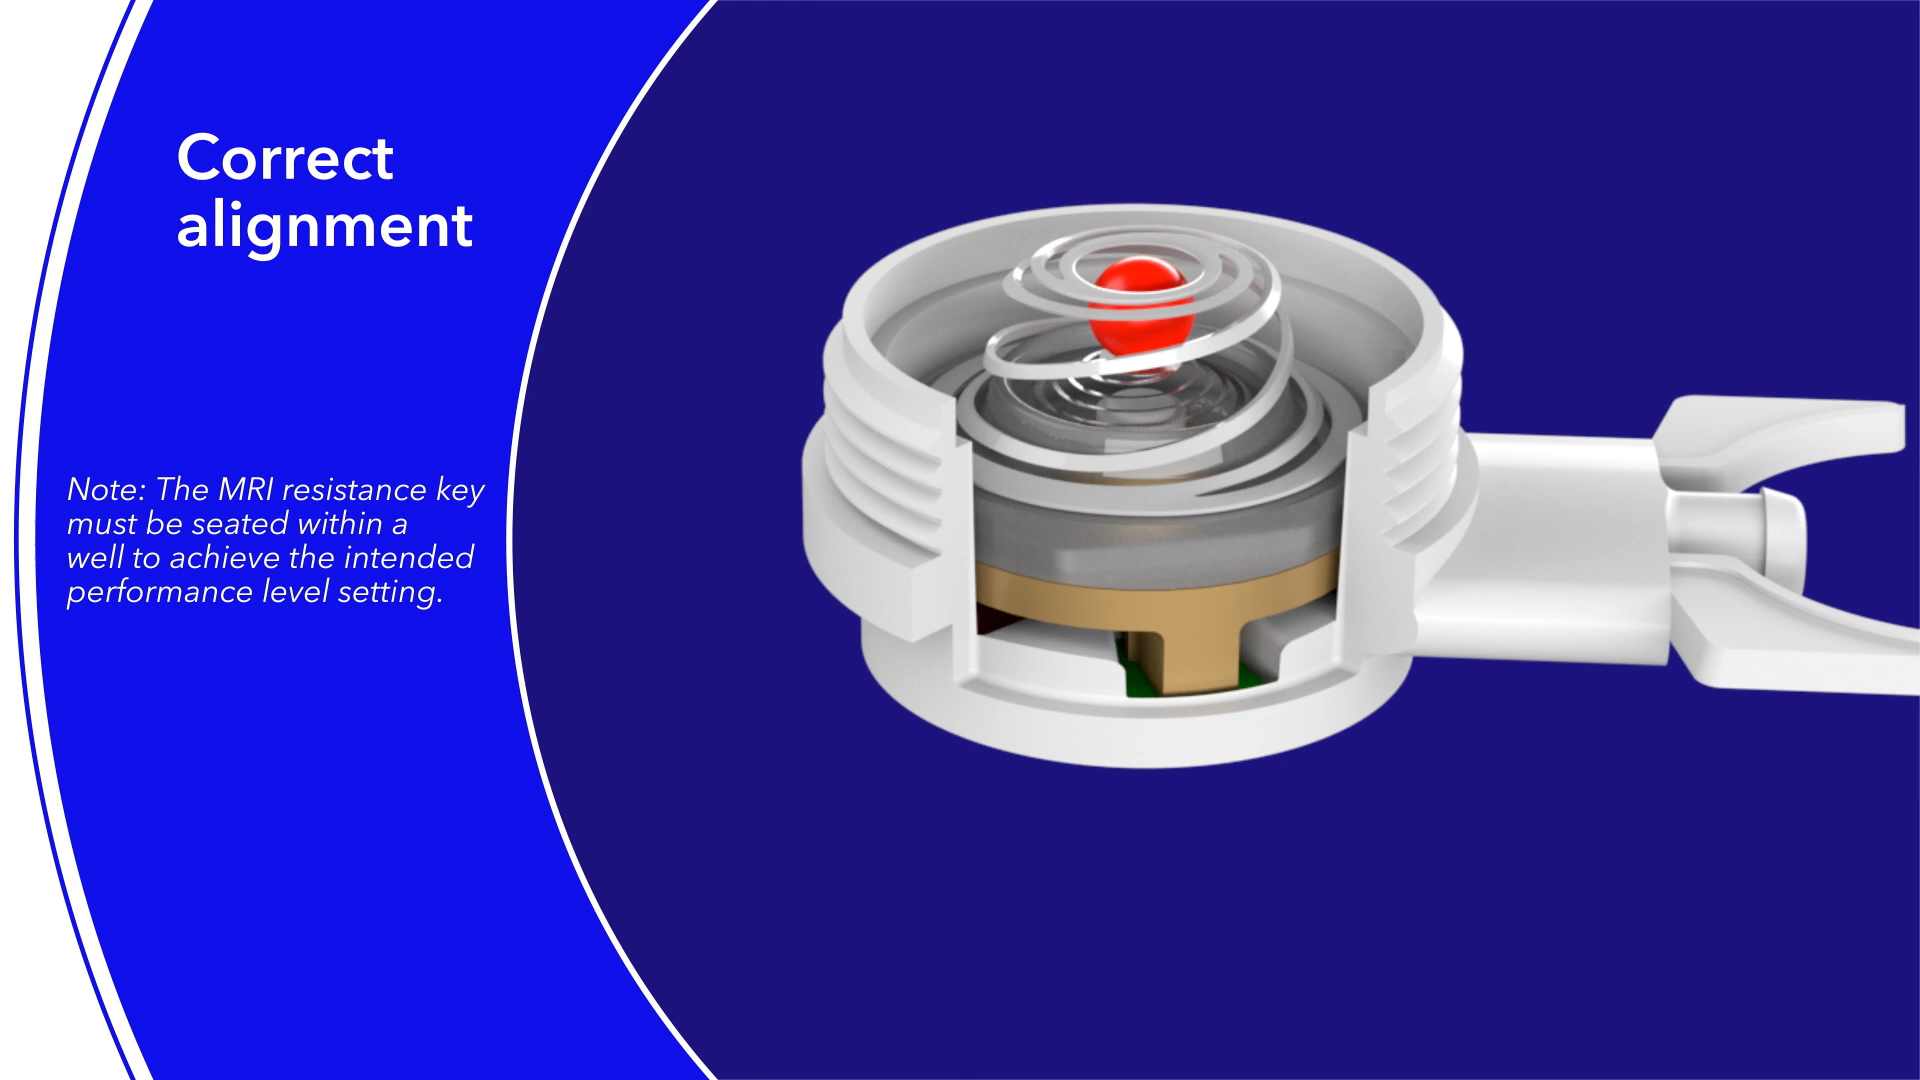 Correct
alignment
Note: The MRI resistance key
must be seated within a
well to achieve the intended
performance level setting.